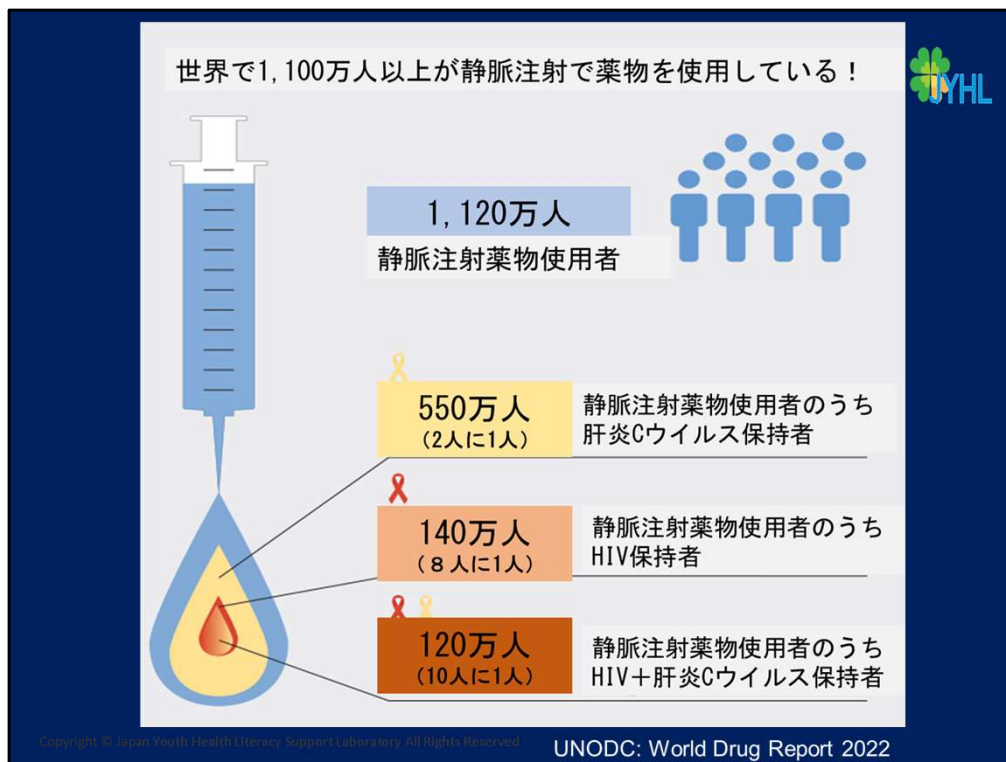 世界で1,100万人以上が静脈注射で薬物を使用している！
JYHL
1,120万人
静脈注射薬物使用者
550万人
（2人に1人）
静脈注射薬物使用者のうち
肝炎Cウイルス保持者
140万人
（８人に1人）
静脈注射薬物使用者のうち
HIV保持者
120万人
（10人に1人）
静脈注射薬物使用者のうち
HIV＋肝炎Cウイルス保持者
Copyright © Japan Youth Health Literacy Support Laboratory All Rights Reserved
UNODC: World Drug Report 2022